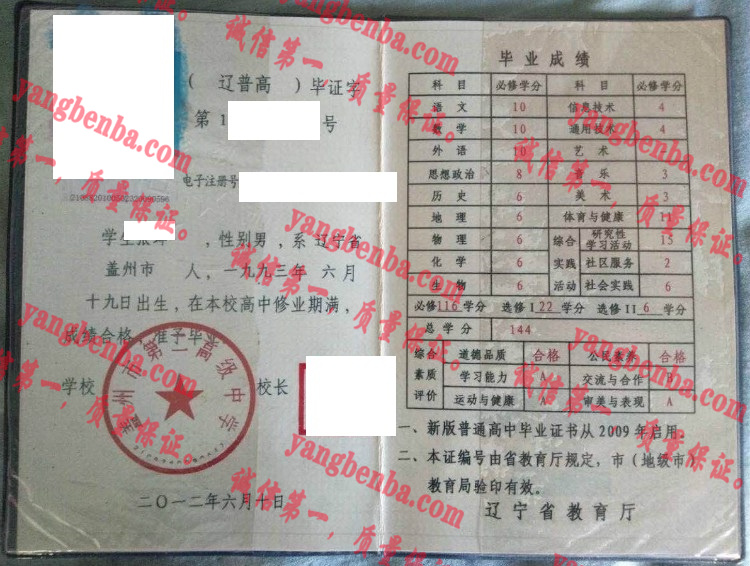 （辽普高）毕证字
第1 号
电子注册号
学生 ，性别男，系辽宁省
盖州市 人，一九九三年 六月
十九日出生，在本校高中修业期满，
成绩合格，准予毕业
学校 校长
盖州市第二高级中学
二〇一二年六月十日
毕业成绩
科目 必修学分 科目 必修学分
语文 10 信息技术 4
数学 10 通用技术 4
外语 10 艺术
思想政治 8 音乐 3
历史 6 美术 3
地理 6 体育与健康 11
物理 6 综合实践活动 研究性学习活动 15
化学 6 社区服务 2
生物 6 社会实践 6
必修116学分 选修I 22 学分 选修II 6 学分
总学分 144
综合素质评价 道德品质 合格 公民素养 合格
学习能力 A 交流与合作 B
运动与健康 A 审美与表现 A
一、新版普通高中毕业证书从2009年启用。
二、本证编号由省教育厅规定，市（地级市）
教育局验印有效。
辽宁省教育厅
yangbenba.com
诚信第一，质量保证。